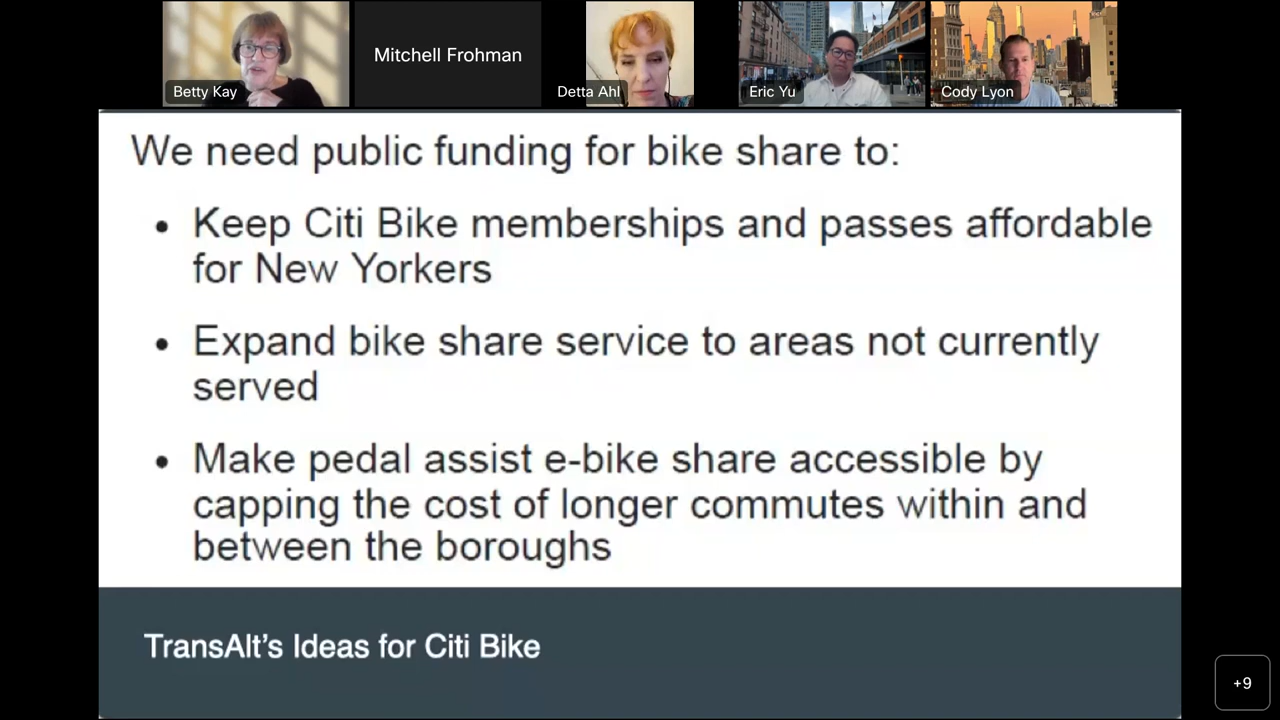 Mitchell Frohman
Betty Kay
Detta Ahl
Eric Yu
Cody Lyon
We need public funding for bike share to:
• Keep Citi Bike memberships and passes affordable
for New Yorkers
• Expand bike share service to areas not currently
served
• Make pedal assist e-bike share accessible by
capping the cost of longer commutes within and
between the boroughs
TransAlt's Ideas for Citi Bike
+9